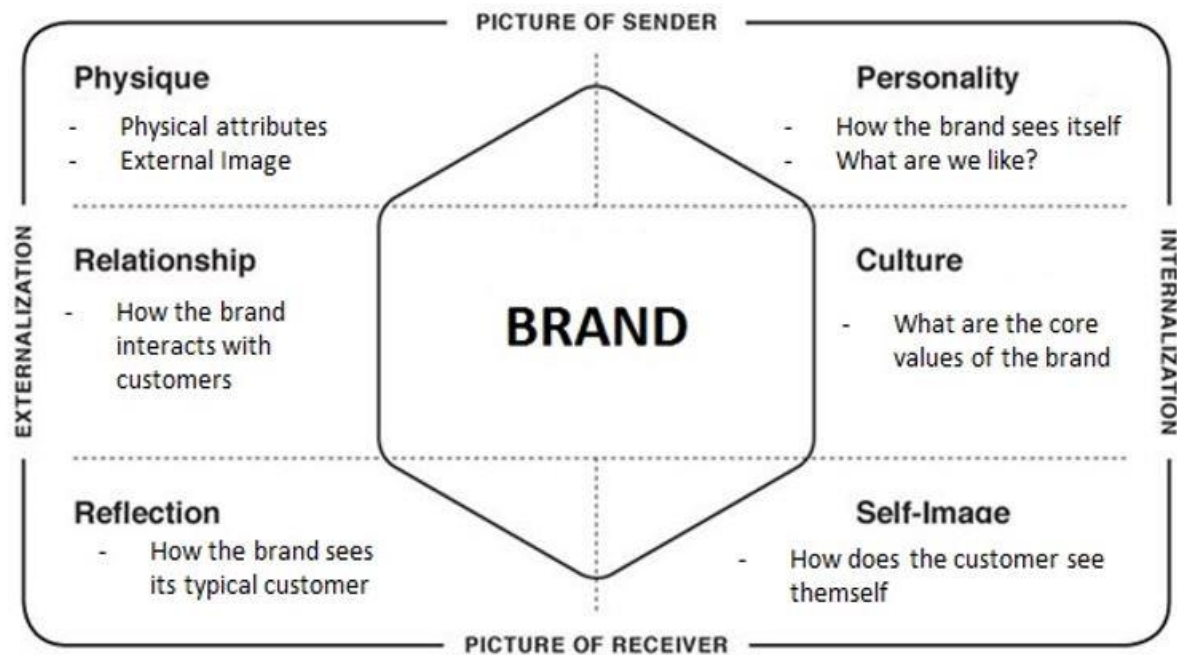 PICTURE OF SENDER
Physique
- Physical attributes
- External Image
Personality
- How the brand sees itself
- What are we like?
EXTERNALIZATION
Relationship
- How the brand
interacts with
customers
BRAND
Culture
- What are the core
values of the brand
INTERNALIZATION
Reflection
- How the brand sees
its typical customer
Self-Image
- How does the customer see
themself
PICTURE OF RECEIVER